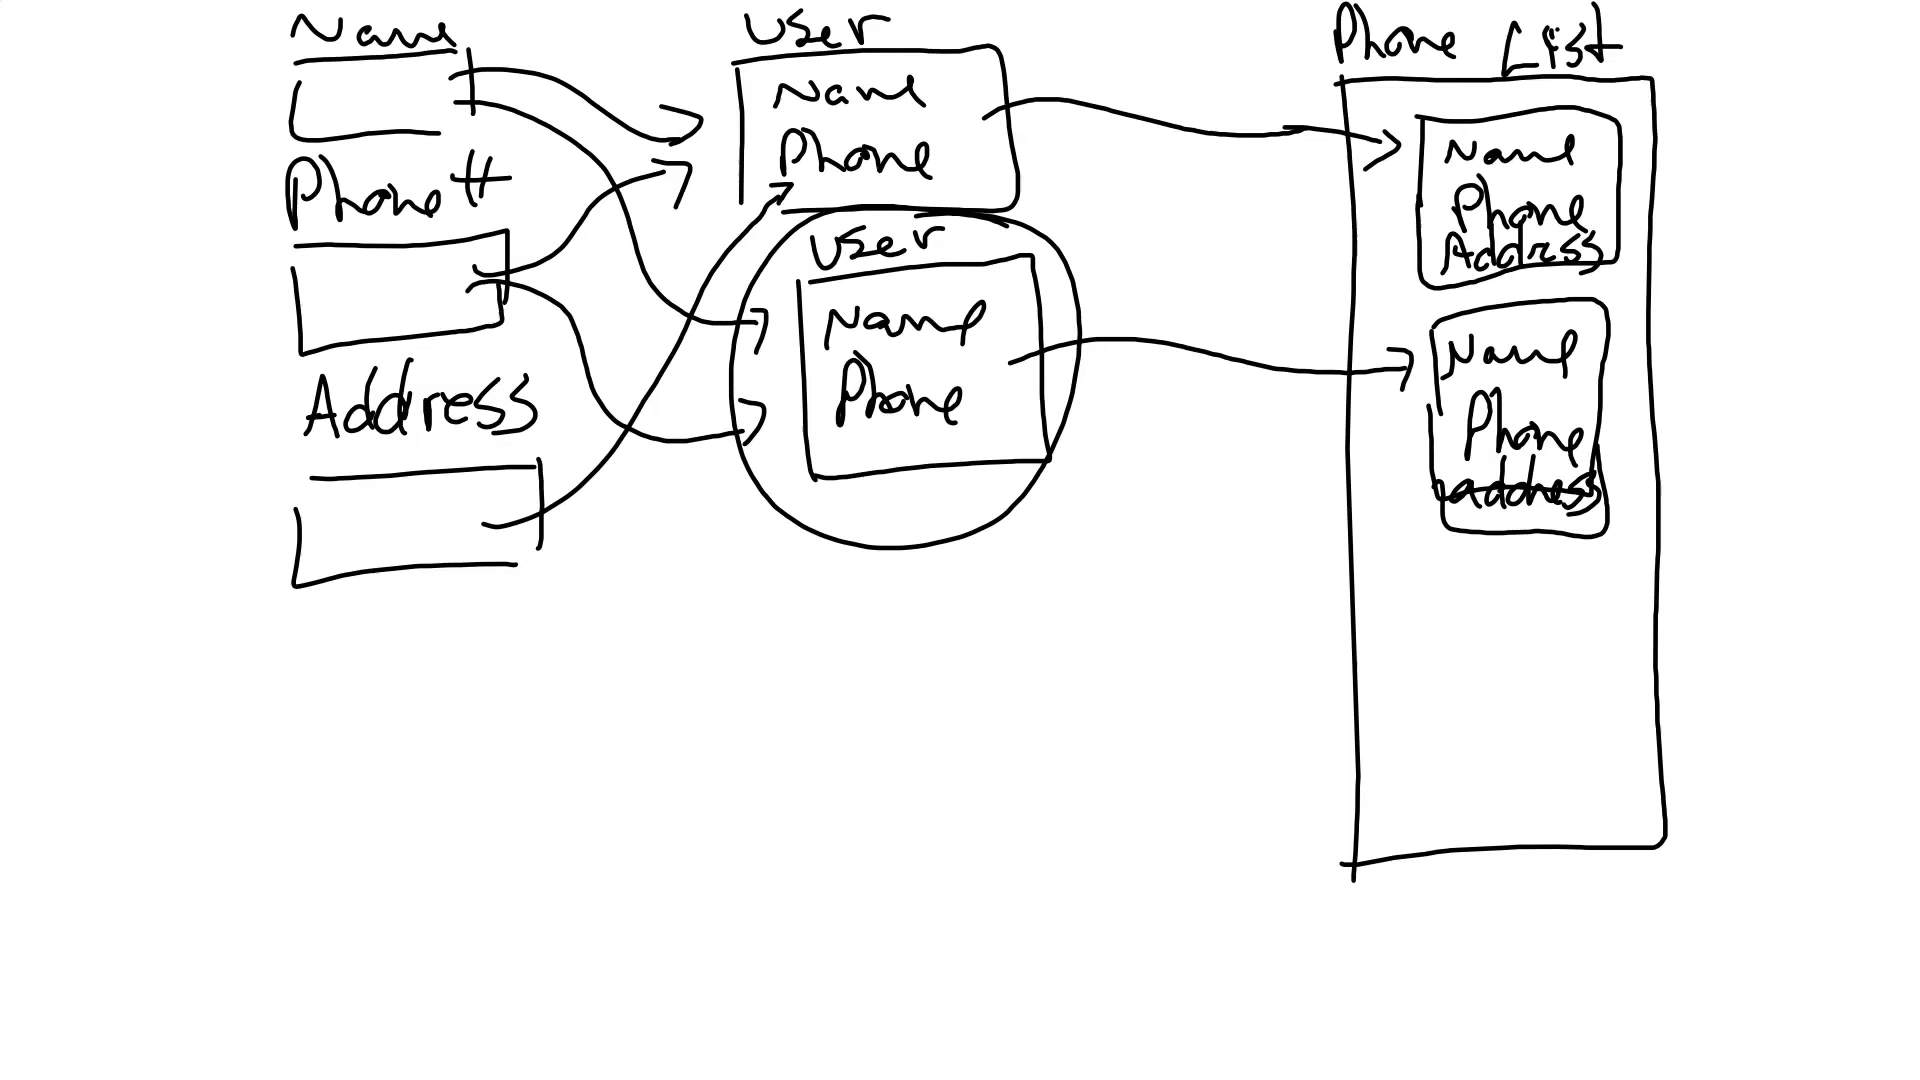 Name
Phone #
Address
User
Name
Phone
User
Name
Phone
Phone List
Name
Phone
Address
Name
Phone
address